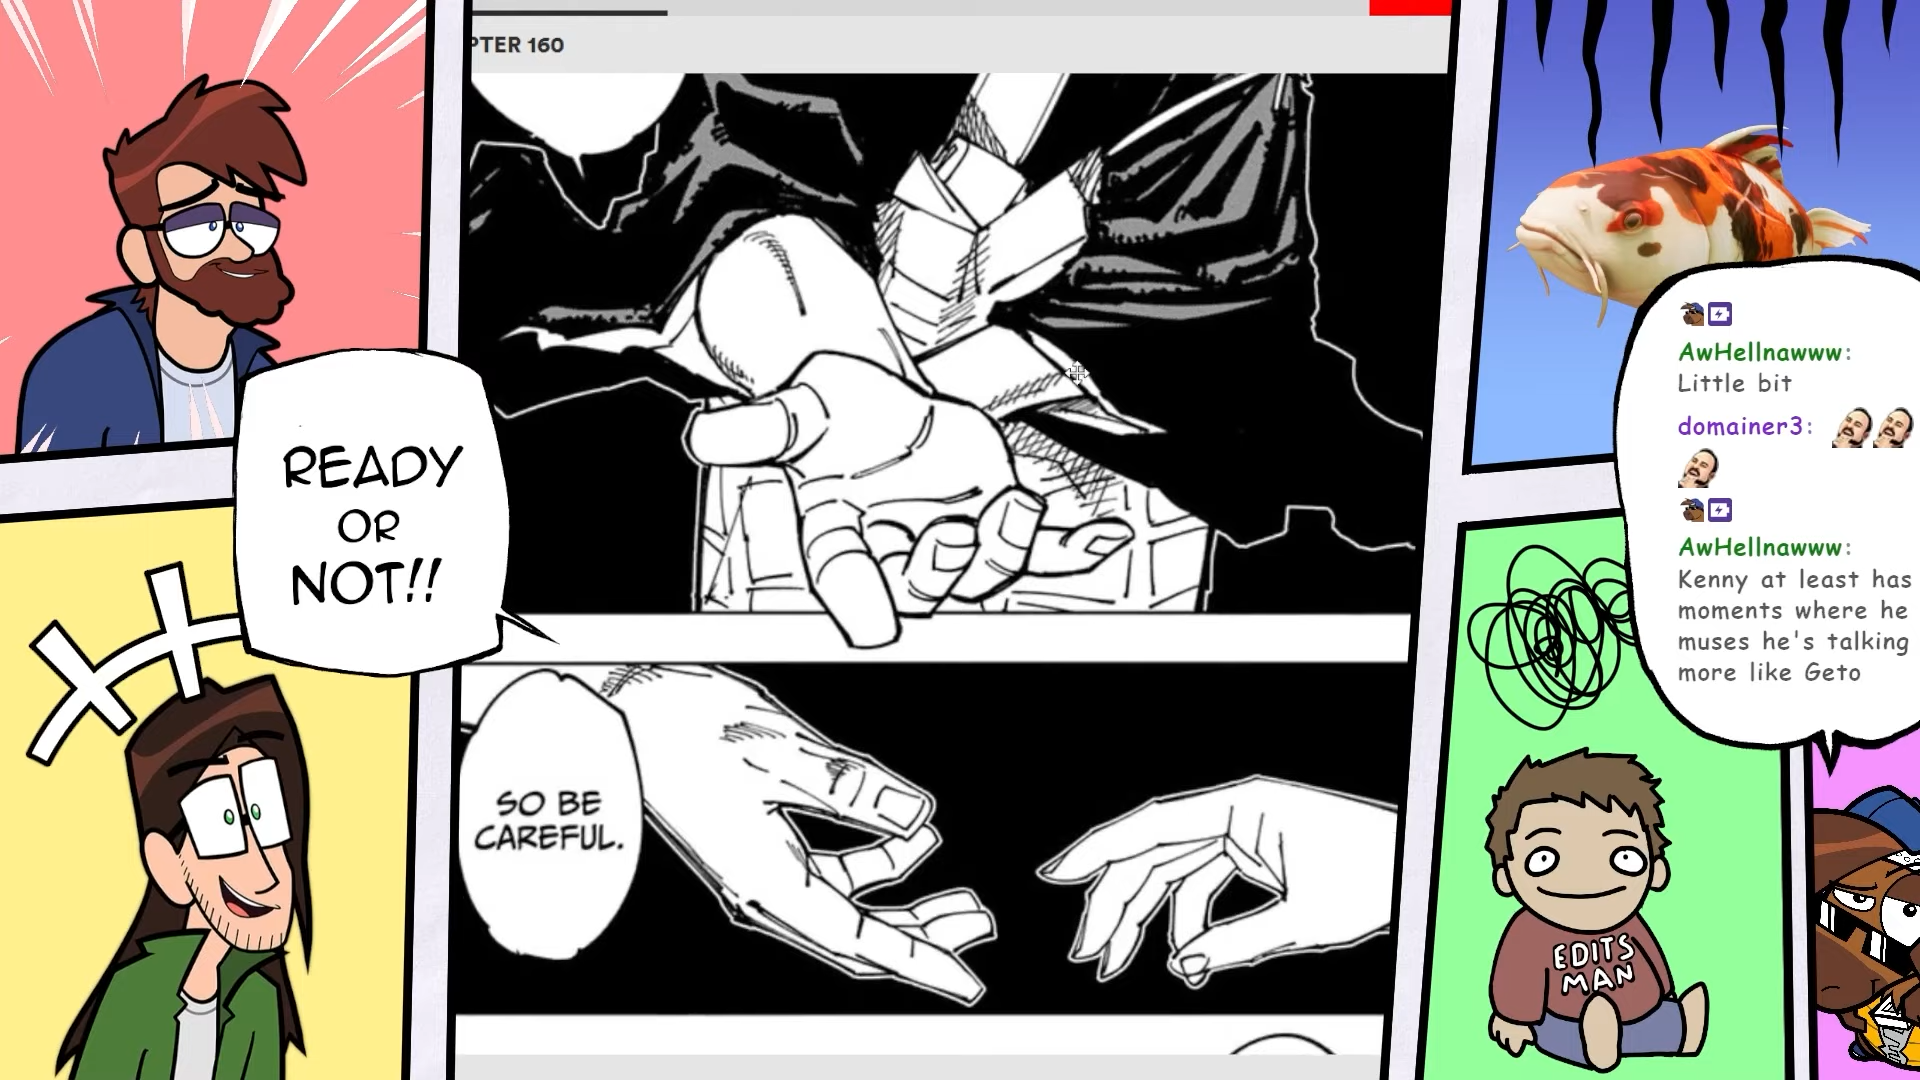 PTER 160
READY
OR
NOT!!
SO BE
CAREFUL.
AwHellnawww:
Little bit
domainer3:
AwHellnawww:
Kenny at least has
moments where he
muses he's talking
more like Geto
EDITS
MAN